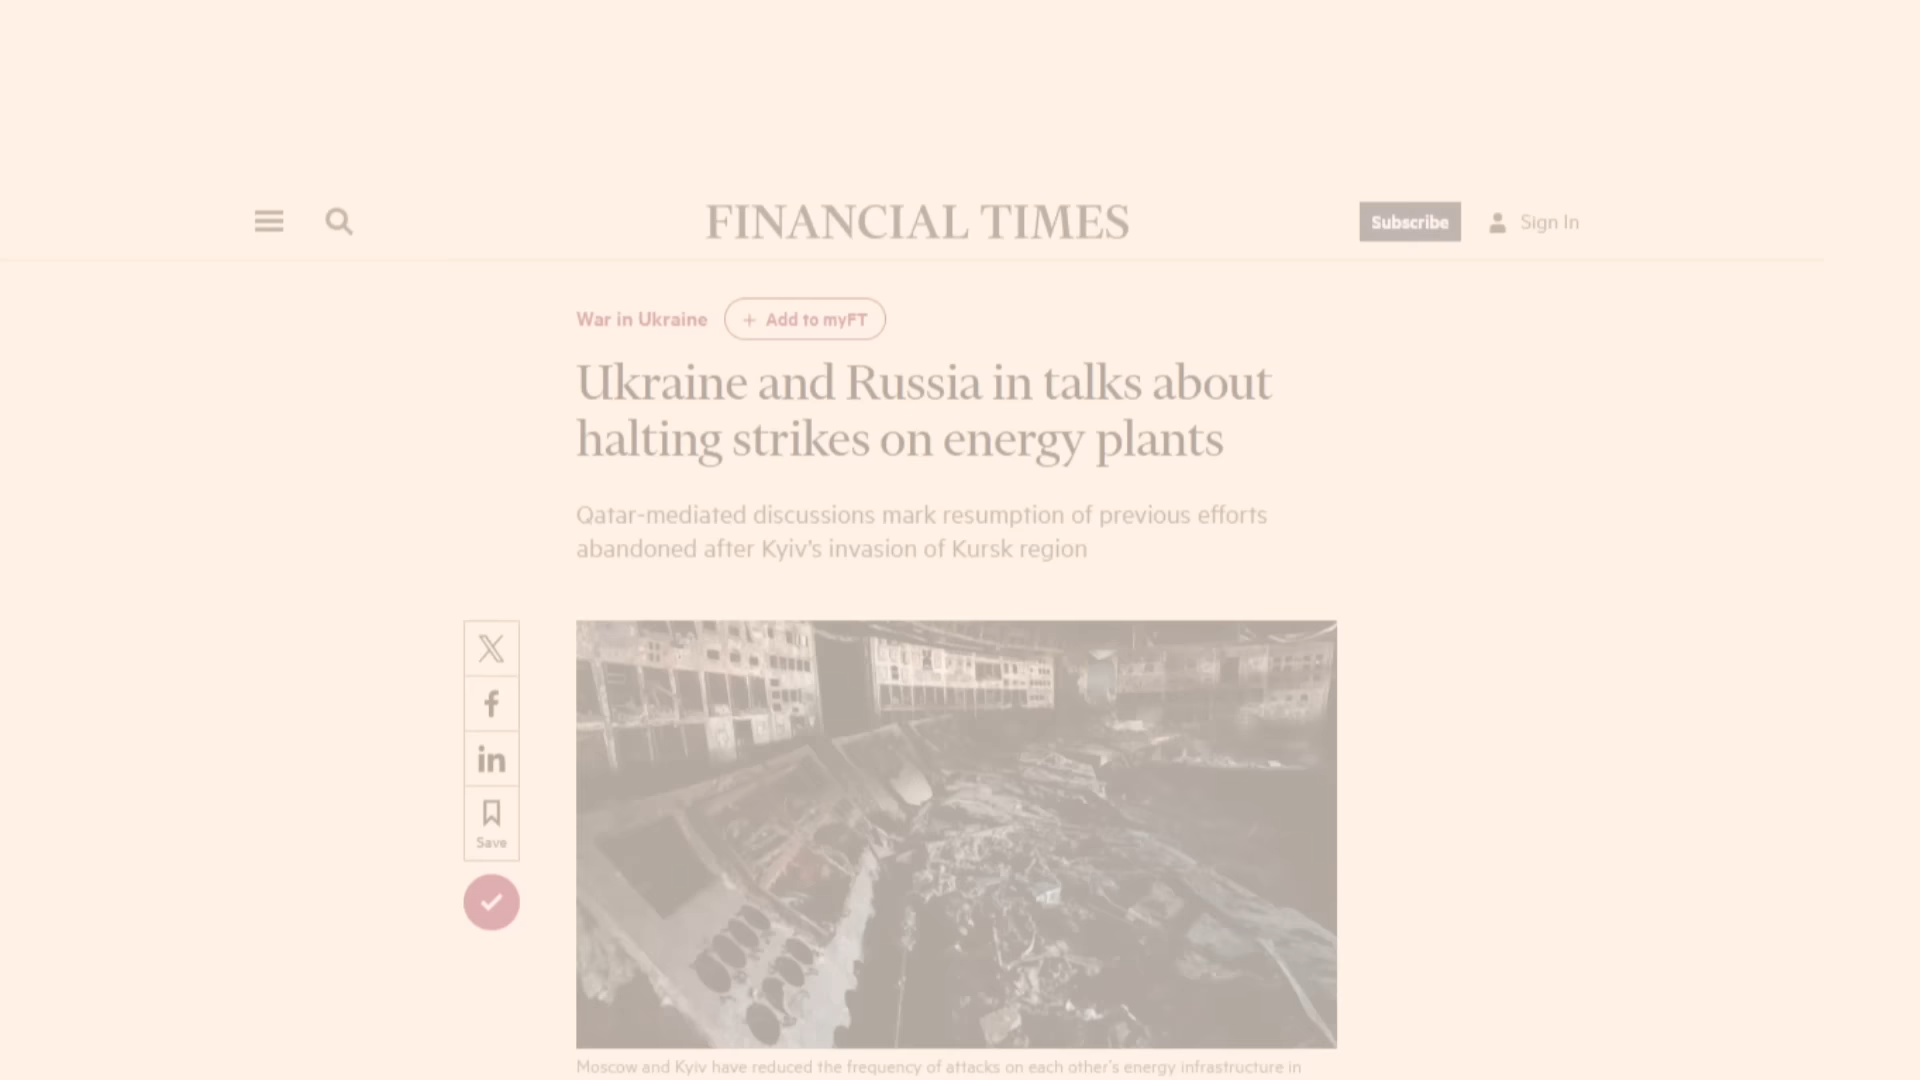 FINANCIAL TIMES
Subscribe
Sign In
War in Ukraine
+ Add to myFT
Ukraine and Russia in talks about
halting strikes on energy plants
Qatar-mediated discussions mark resumption of previous efforts
abandoned after Kyiv’s invasion of Kursk region
Save
Moscow and Kyiv have reduced the frequency of attacks on each other’s energy infrastructure in